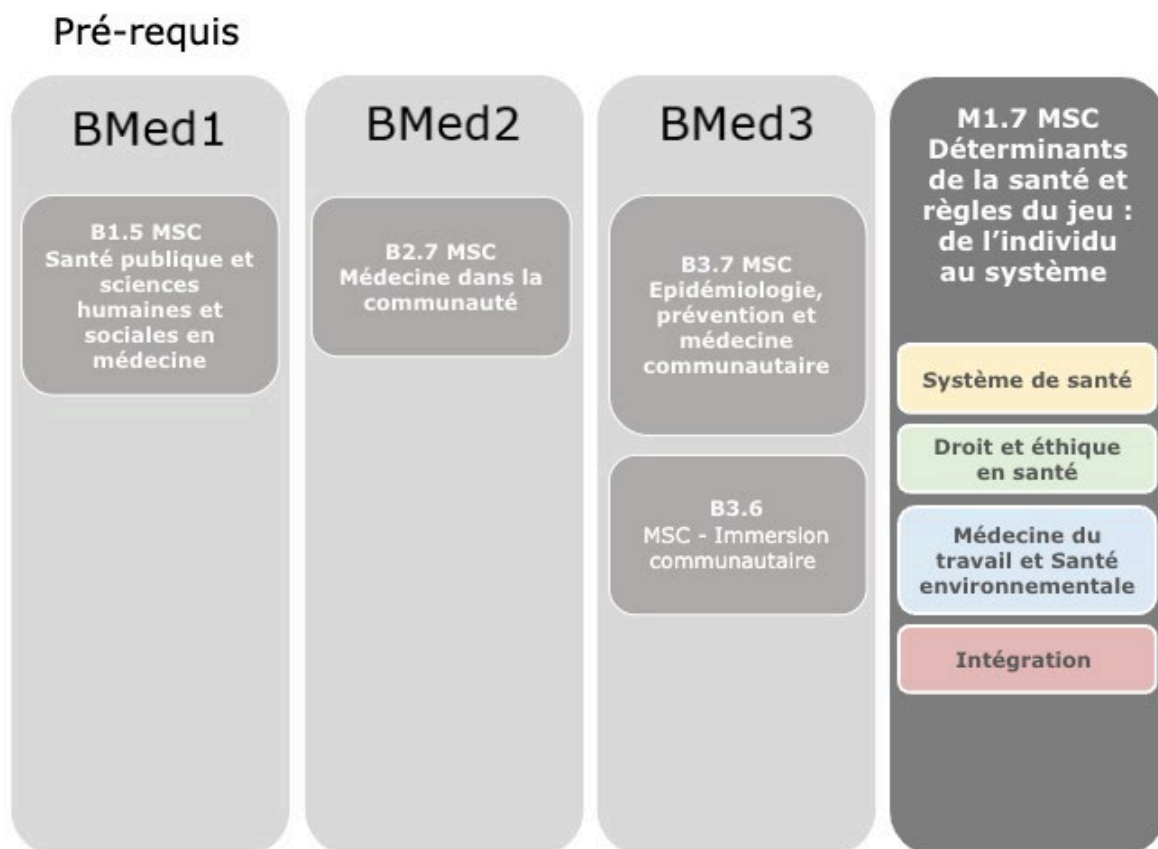 Pré-requis
BMed1
B1.5 MSC
Santé publique et
sciences
humaines et
sociales en
médecine
BMed2
B2.7 MSC
Médecine dans la
communauté
BMed3
B3.7 MSC
Epidémiologie,
prévention et
médecine
communautaire
B3.6
MSC - Immersion
communautaire
M1.7 MSC
Déterminants
de la santé et
règles du jeu :
de l’individu
au système
Système de santé
Droit et éthique
en santé
Médecine du
travail et Santé
environnementale
Intégration